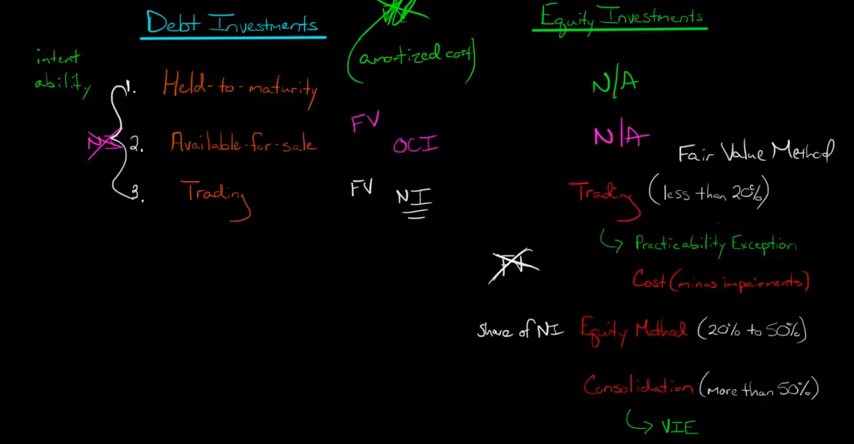 Debt Investments
Equity Investments
intent
ability
(amortized cost)
1. Held-to-maturity
N/A
NI
2. Available-for-sale
FV
OCI
N/A
Fair Value Method
3. Trading
FV
NI
Trading (less than 20%)
Practicability Exception
FV
Cost (minus impairments)
Share of NI
Equity Method (20% to 50%)
Consolidation (more than 50%)
VIE